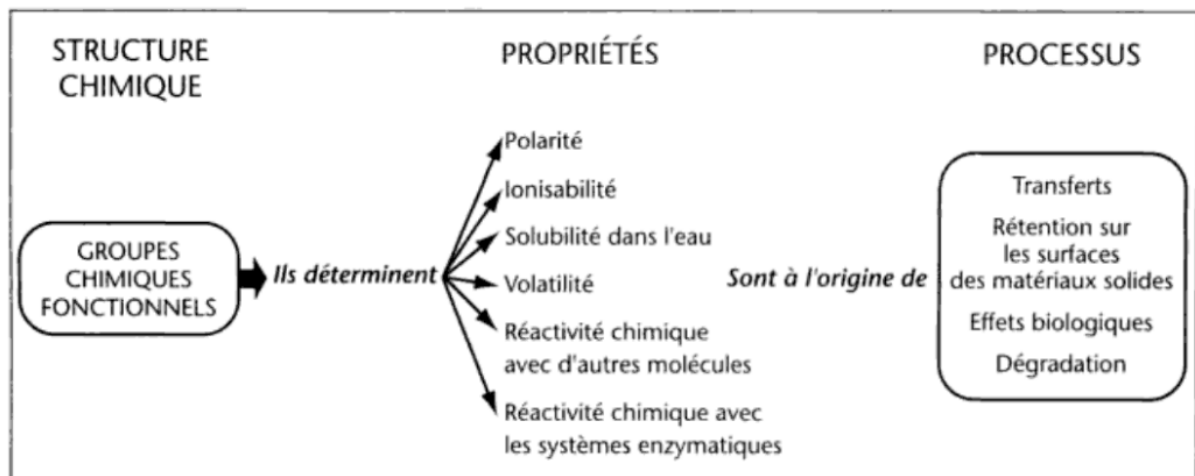 STRUCTURE
CHIMIQUE
PROPRIÉTÉS
PROCESSUS
GROUPES
CHIMIQUES
FONCTIONNELS
Ils déterminent
Polarité
Ionisabilité
Solubilité dans l'eau
Volatilité
Réactivité chimique
avec d'autres molécules
Réactivité chimique avec
les systèmes enzymatiques
Sont à l'origine de
Transferts
Rétention sur
les surfaces
des matériaux solides
Effets biologiques
Dégradation